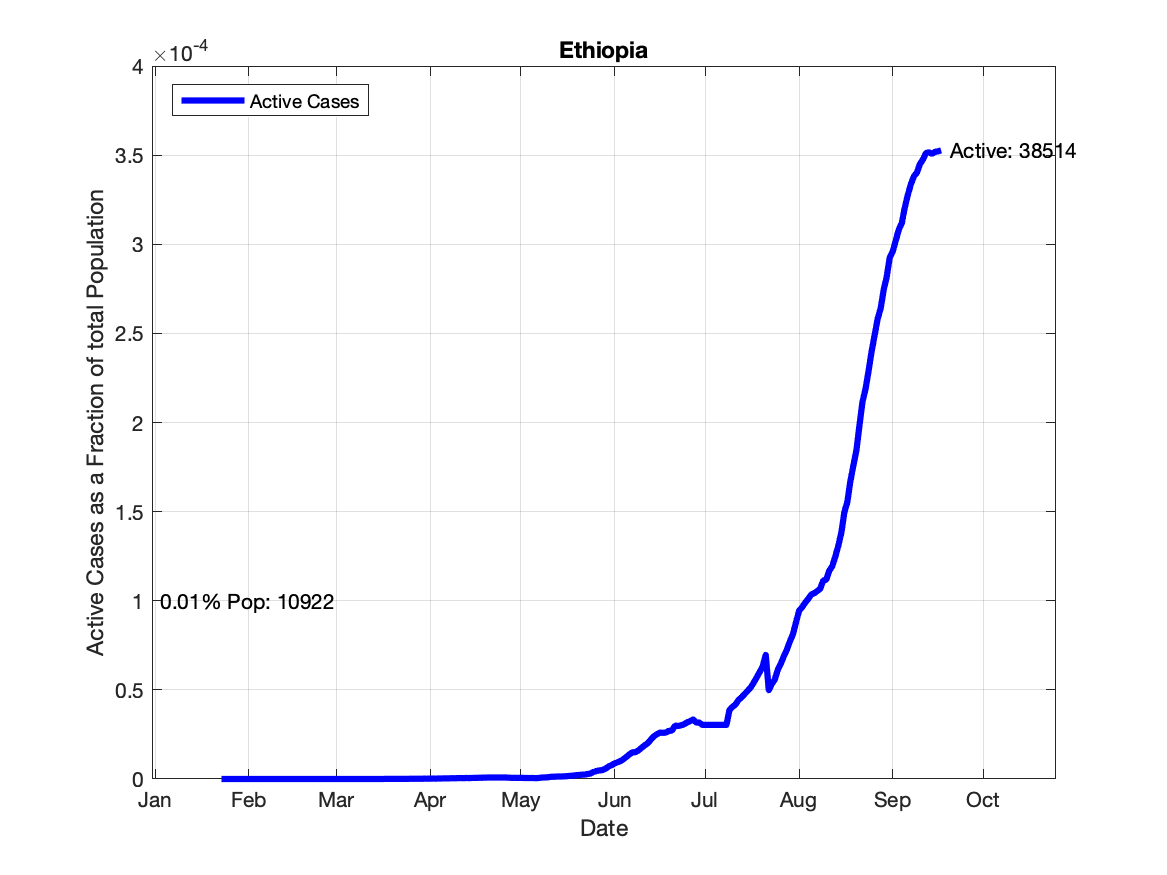 Ethiopia
×10-4
Active Cases
4
3.5
3
2.5
2
1.5
1
0.5
0
Active: 38514
0.01% Pop: 10922
Active Cases as a Fraction of total Population
Jan Feb Mar Apr May Jun Jul Aug Sep Oct
Date